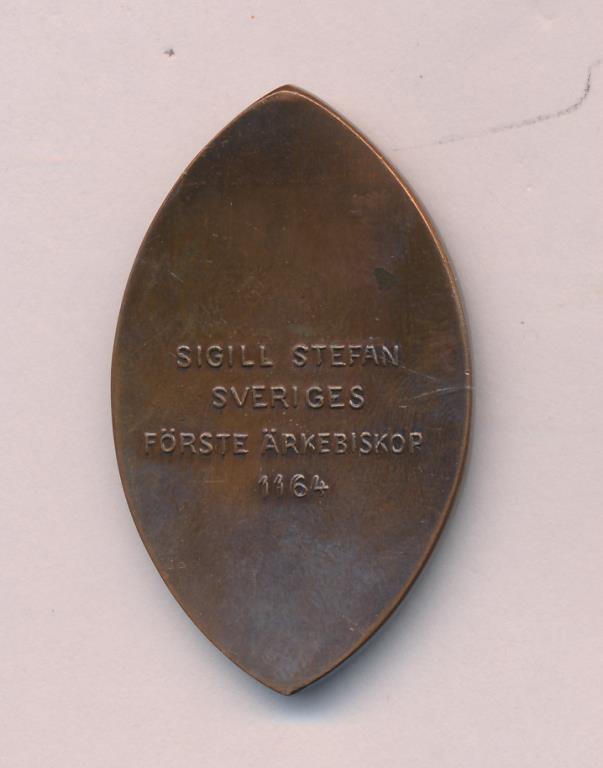 SIGILL STEFAN
SVERIGES
FÖRSTE ÄRKEBISKOP
1164